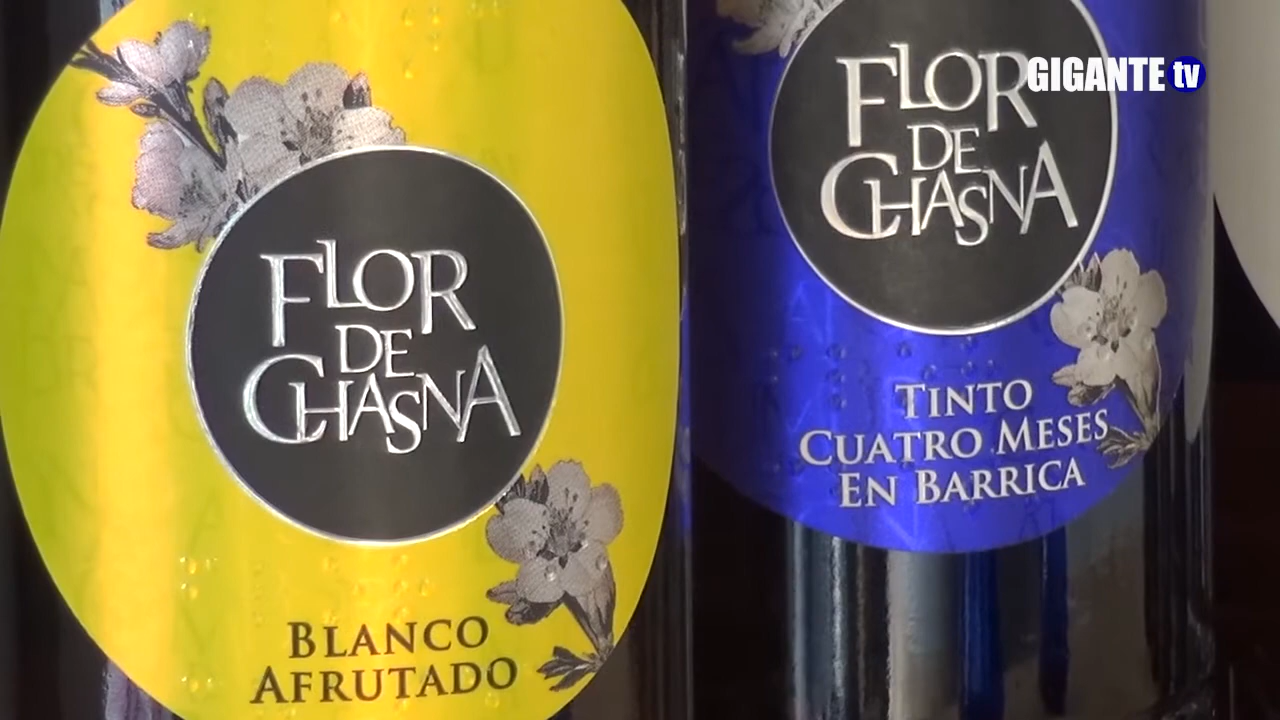 FLOR
DE
CHASNA
BLANCO
AFRUTADO
FLOR
DE
CHASNA
TINTO
CUATRO MESES
EN BARRICA
GIGANTE tv